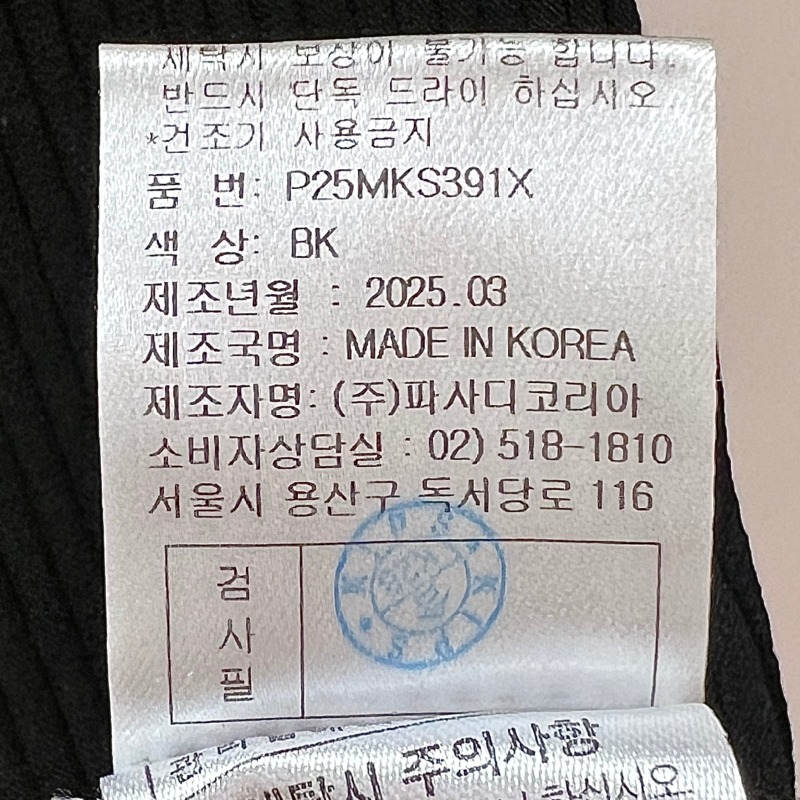 세탁시 보상이 불가능 합니다.
반드시 단독 드라이 하십시오
*건조기 사용금지
품 번: P25MKS391X
색 상: BK
제조년월 : 2025.03
제조국명 : MADE IN KOREA
제조자명: (주)파사디코리아
소비자상담실 : 02) 518-1810
서울시 용산구 독서당로 116
검
사
필
주의사항
하십시오